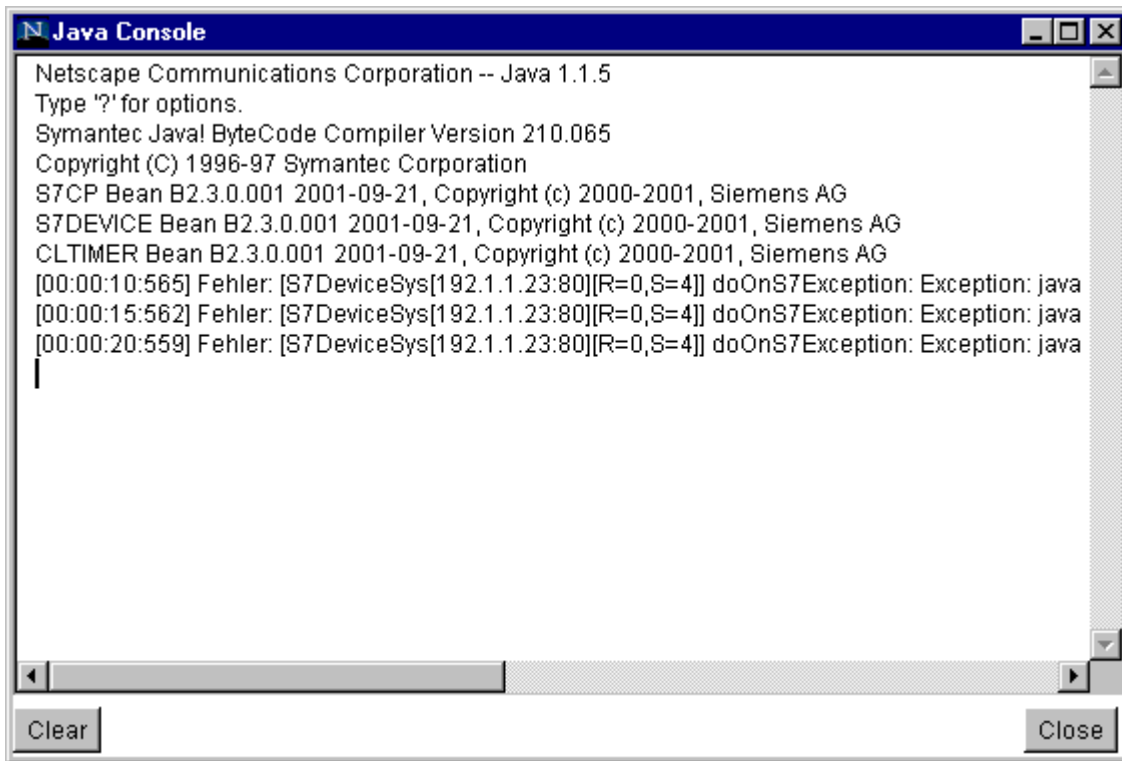 N Java Console
Netscape Communications Corporation -- Java 1.1.5
Type '?' for options.
Symantec Java! ByteCode Compiler Version 210.065
Copyright (C) 1996-97 Symantec Corporation
S7CP Bean B2.3.0.001 2001-09-21, Copyright (c) 2000-2001, Siemens AG
S7DEVICE Bean B2.3.0.001 2001-09-21, Copyright (c) 2000-2001, Siemens AG
CLTIMER Bean B2.3.0.001 2001-09-21, Copyright (c) 2000-2001, Siemens AG
[00:00:10:565] Fehler: [S7DeviceSys[192.1.1.23:80][R=0,S=4]] doOnS7Exception: Exception: java
[00:00:15:562] Fehler: [S7DeviceSys[192.1.1.23:80][R=0,S=4]] doOnS7Exception: Exception: java
[00:00:20:559] Fehler: [S7DeviceSys[192.1.1.23:80][R=0,S=4]] doOnS7Exception: Exception: java
Clear
Close